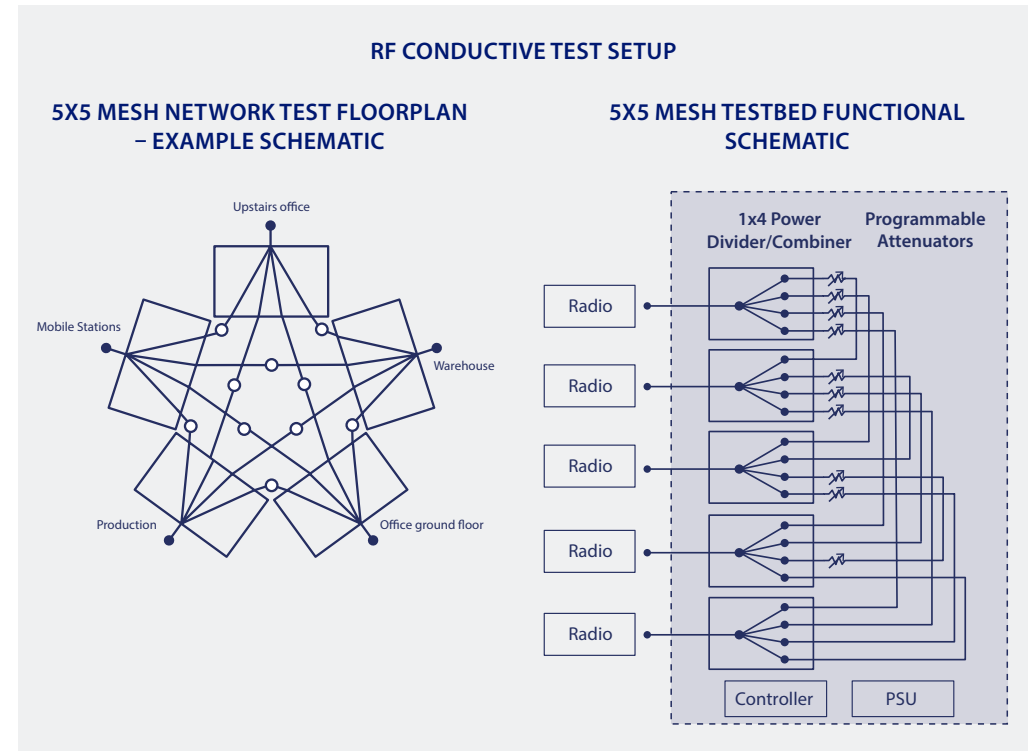 RF CONDUCTIVE TEST SETUP
5X5 MESH NETWORK TEST FLOORPLAN
– EXAMPLE SCHEMATIC
Upstairs office
Mobile Stations
Warehouse
Production
Office ground floor
5X5 MESH TESTBED FUNCTIONAL
SCHEMATIC
1x4 Power
Divider/Combiner
Programmable
Attenuators
Radio
Radio
Radio
Radio
Radio
Controller
PSU